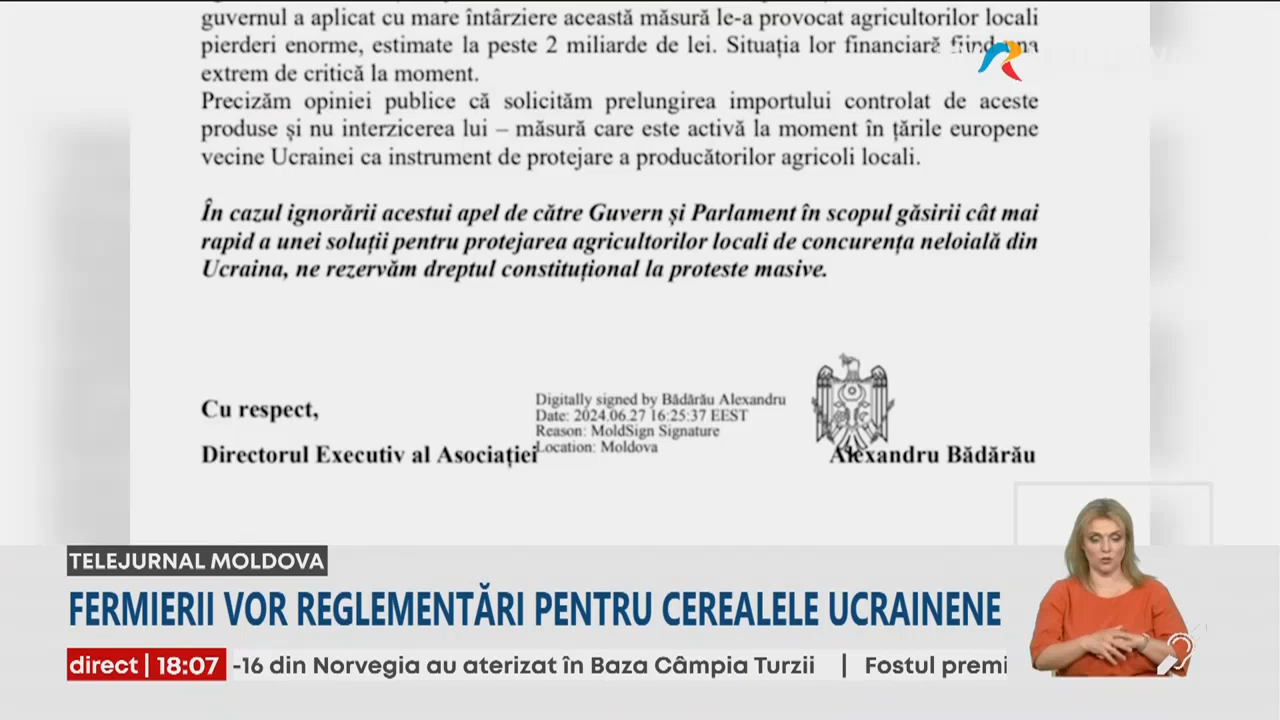 guvernul a aplicat cu mare întârziere această măsură le-a provocat agricultorilor locali
pierderi enorme, estimate la peste 2 miliarde de lei. Situația lor financiară fiind una
extrem de critică la moment.
Precizăm opiniei publice că solicităm prelungirea importului controlat de aceste
produse și nu interzicerea lui – măsură care este activă la moment în țările europene
vecine Ucrainei ca instrument de protejare a producătorilor agricoli locali.
În cazul ignorării acestui apel de către Guvern și Parlament în scopul găsirii cât mai
rapid a unei soluții pentru protejarea agricultorilor locali de concurența neloială din
Ucraina, ne rezervăm dreptul constituțional la proteste masive.
Cu respect,
Digitally signed by Bădărău Alexandru
Date: 2024.06.27 16:25:37 EEST
Reason: MoldSign Signature
Location: Moldova
Directorul Executiv al Asociației
Alexandru Bădărău
TELEJURNAL MOLDOVA
FERMIERII VOR REGLEMENTĂRI PENTRU CEREALELE UCRAINENE
direct | 18:07 -16 din Norvegia au aterizat în Baza Câmpia Turzii | Fostul premi